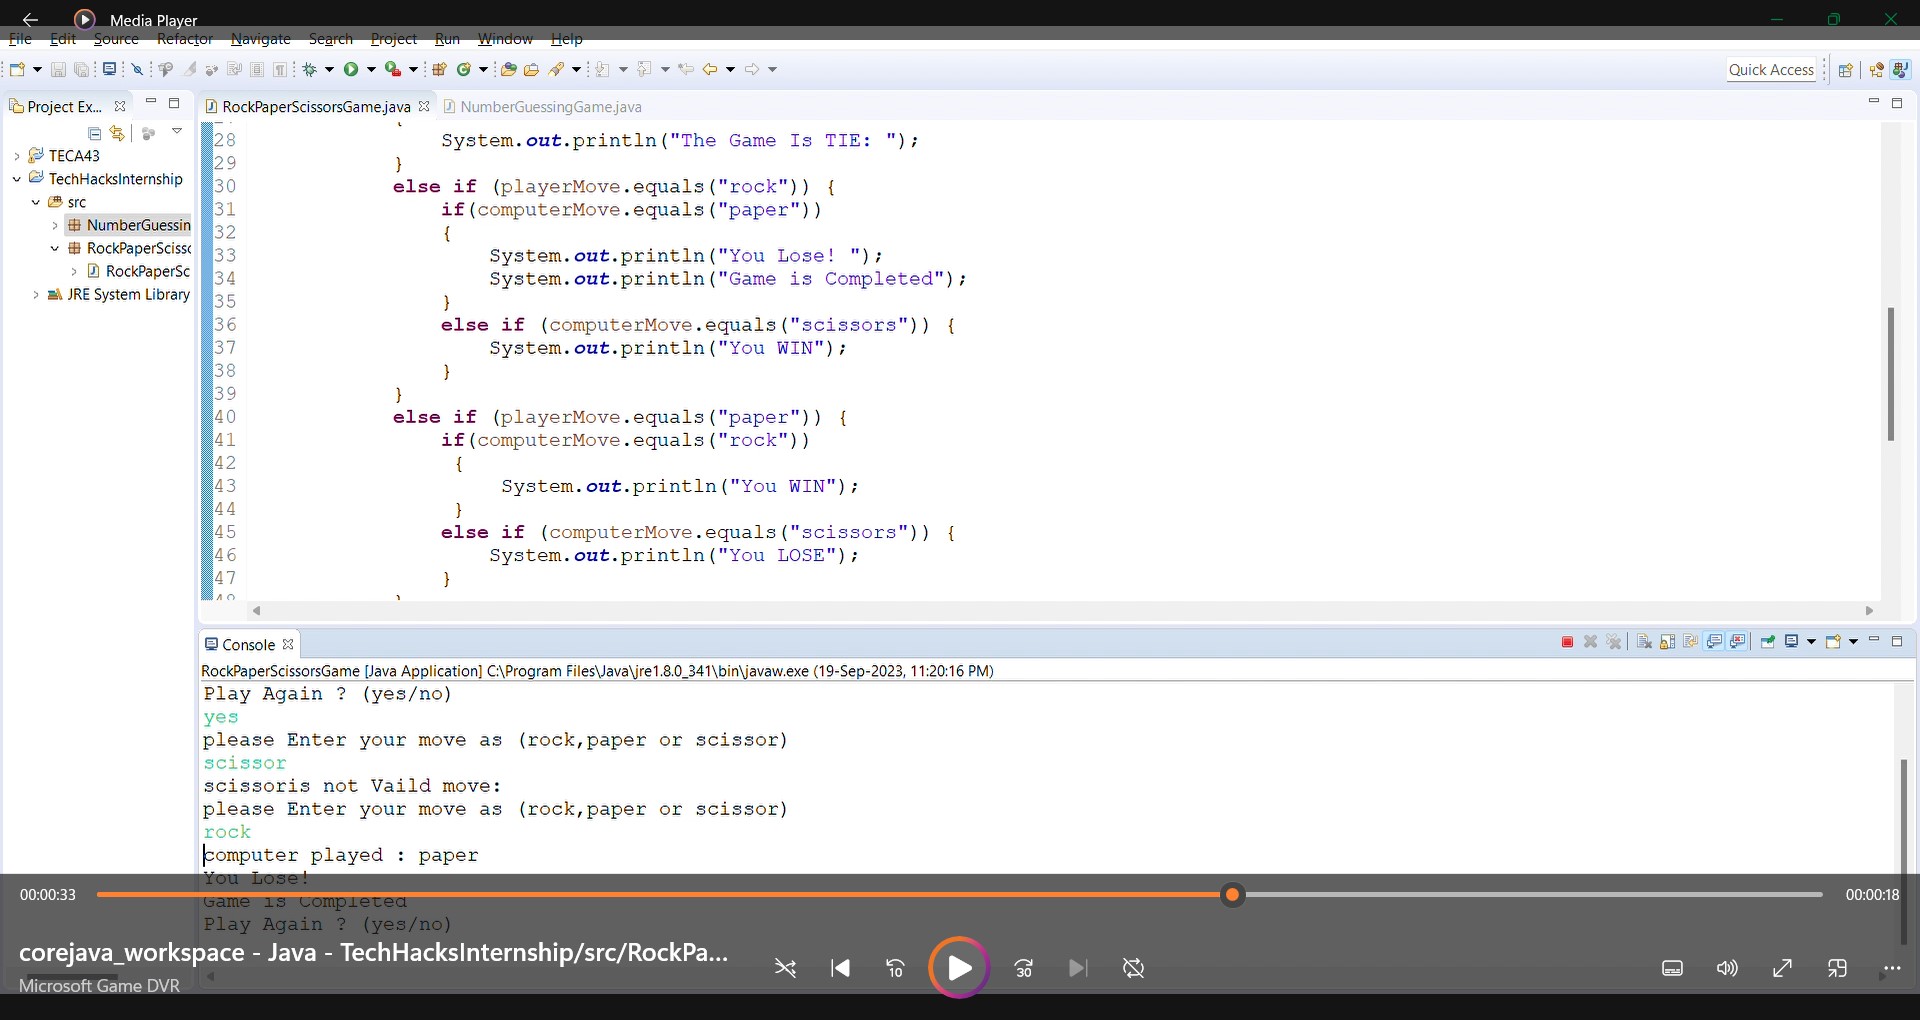 Media Player
File Edit Source Refactor Navigate Search Project Run Window Help
Quick Access
Project Ex...
RockPaperScissorsGame.java
NumberGuessingGame.java
TECA43
TechHacksInternship
src
NumberGuessin
RockPaperSciss
RockPaperSc
JRE System Library
28 System.out.println("The Game Is TIE: ");
29 }
30 else if (playerMove.equals("rock")) {
31 if(computerMove.equals("paper"))
32 {
33 System.out.println("You Lose! ");
34 System.out.println("Game is Completed");
35 }
36 else if (computerMove.equals("scissors")) {
37 System.out.println("You WIN");
38 }
39 }
40 else if (playerMove.equals("paper")) {
41 if(computerMove.equals("rock"))
42 {
43 System.out.println("You WIN");
44 }
45 else if (computerMove.equals("scissors")) {
46 System.out.println("You LOSE");
47 }
Console
RockPaperScissorsGame [Java Application] C:\Program Files\Java\jre1.8.0_341\bin\javaw.exe (19-Sep-2023, 11:20:16 PM)
Play Again ? (yes/no)
yes
please Enter your move as (rock,paper or scissor)
scissor
scissoris not Vaild move:
please Enter your move as (rock,paper or scissor)
rock
computer played : paper
You Lose!
Game is Completed
Play Again ? (yes/no)
00:00:33
00:00:18
corejava_workspace - Java - TechHacksInternship/src/RockPa...
Microsoft Game DVR
10
30